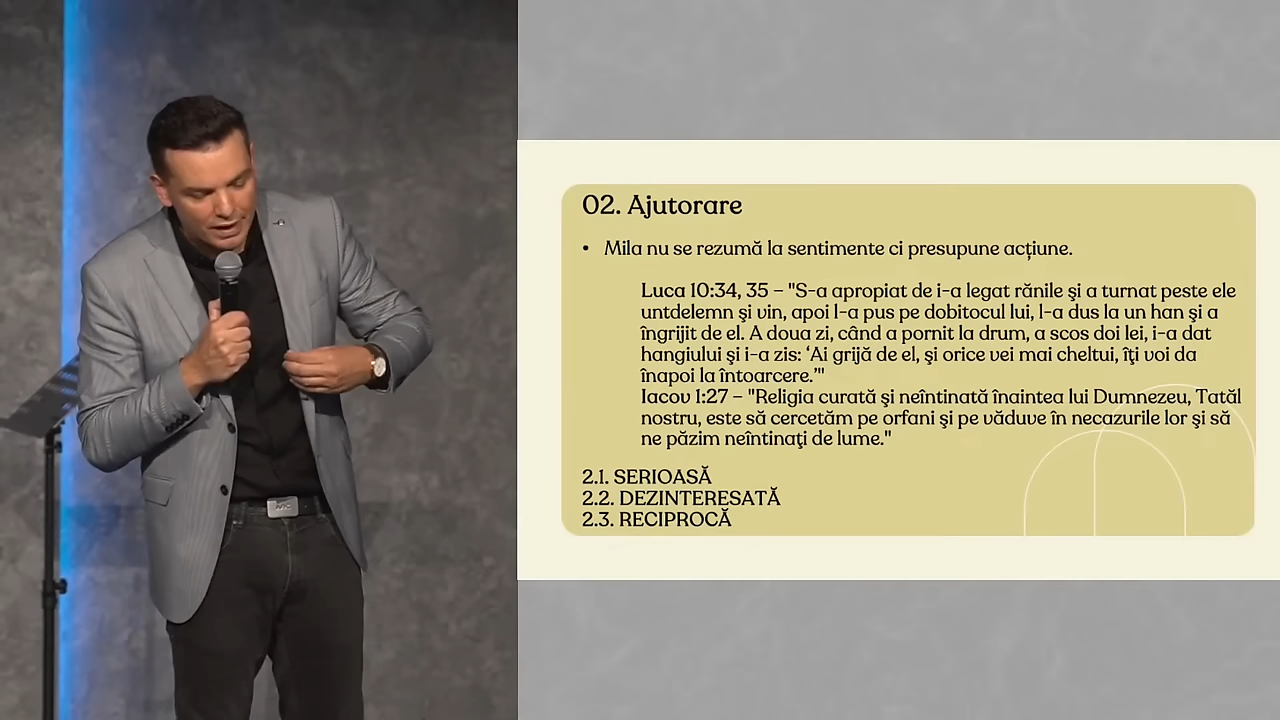 02. Ajutorare
• Mila nu se rezumă la sentimente ci presupune acțiune.
Luca 10:34, 35 – "S-a apropiat de i-a legat rănile şi a turnat peste ele
untdelemn şi vin, apoi l-a pus pe dobitocul lui, l-a dus la un han şi a
îngrijit de el. A doua zi, când a pornit la drum, a scos doi lei, i-a dat
hangiului şi i-a zis: ‘Ai grijă de el, şi orice vei mai cheltui, îţi voi da
înapoi la întoarcere.’"
Iacov 1:27 – "Religia curată şi neîntinată înaintea lui Dumnezeu, Tatăl
nostru, este să cercetăm pe orfani şi pe văduve în necazurile lor şi să
ne păzim neîntinaţi de lume."
2.1. SERIOASĂ
2.2. DEZINTERESATĂ
2.3. RECIPROCĂ